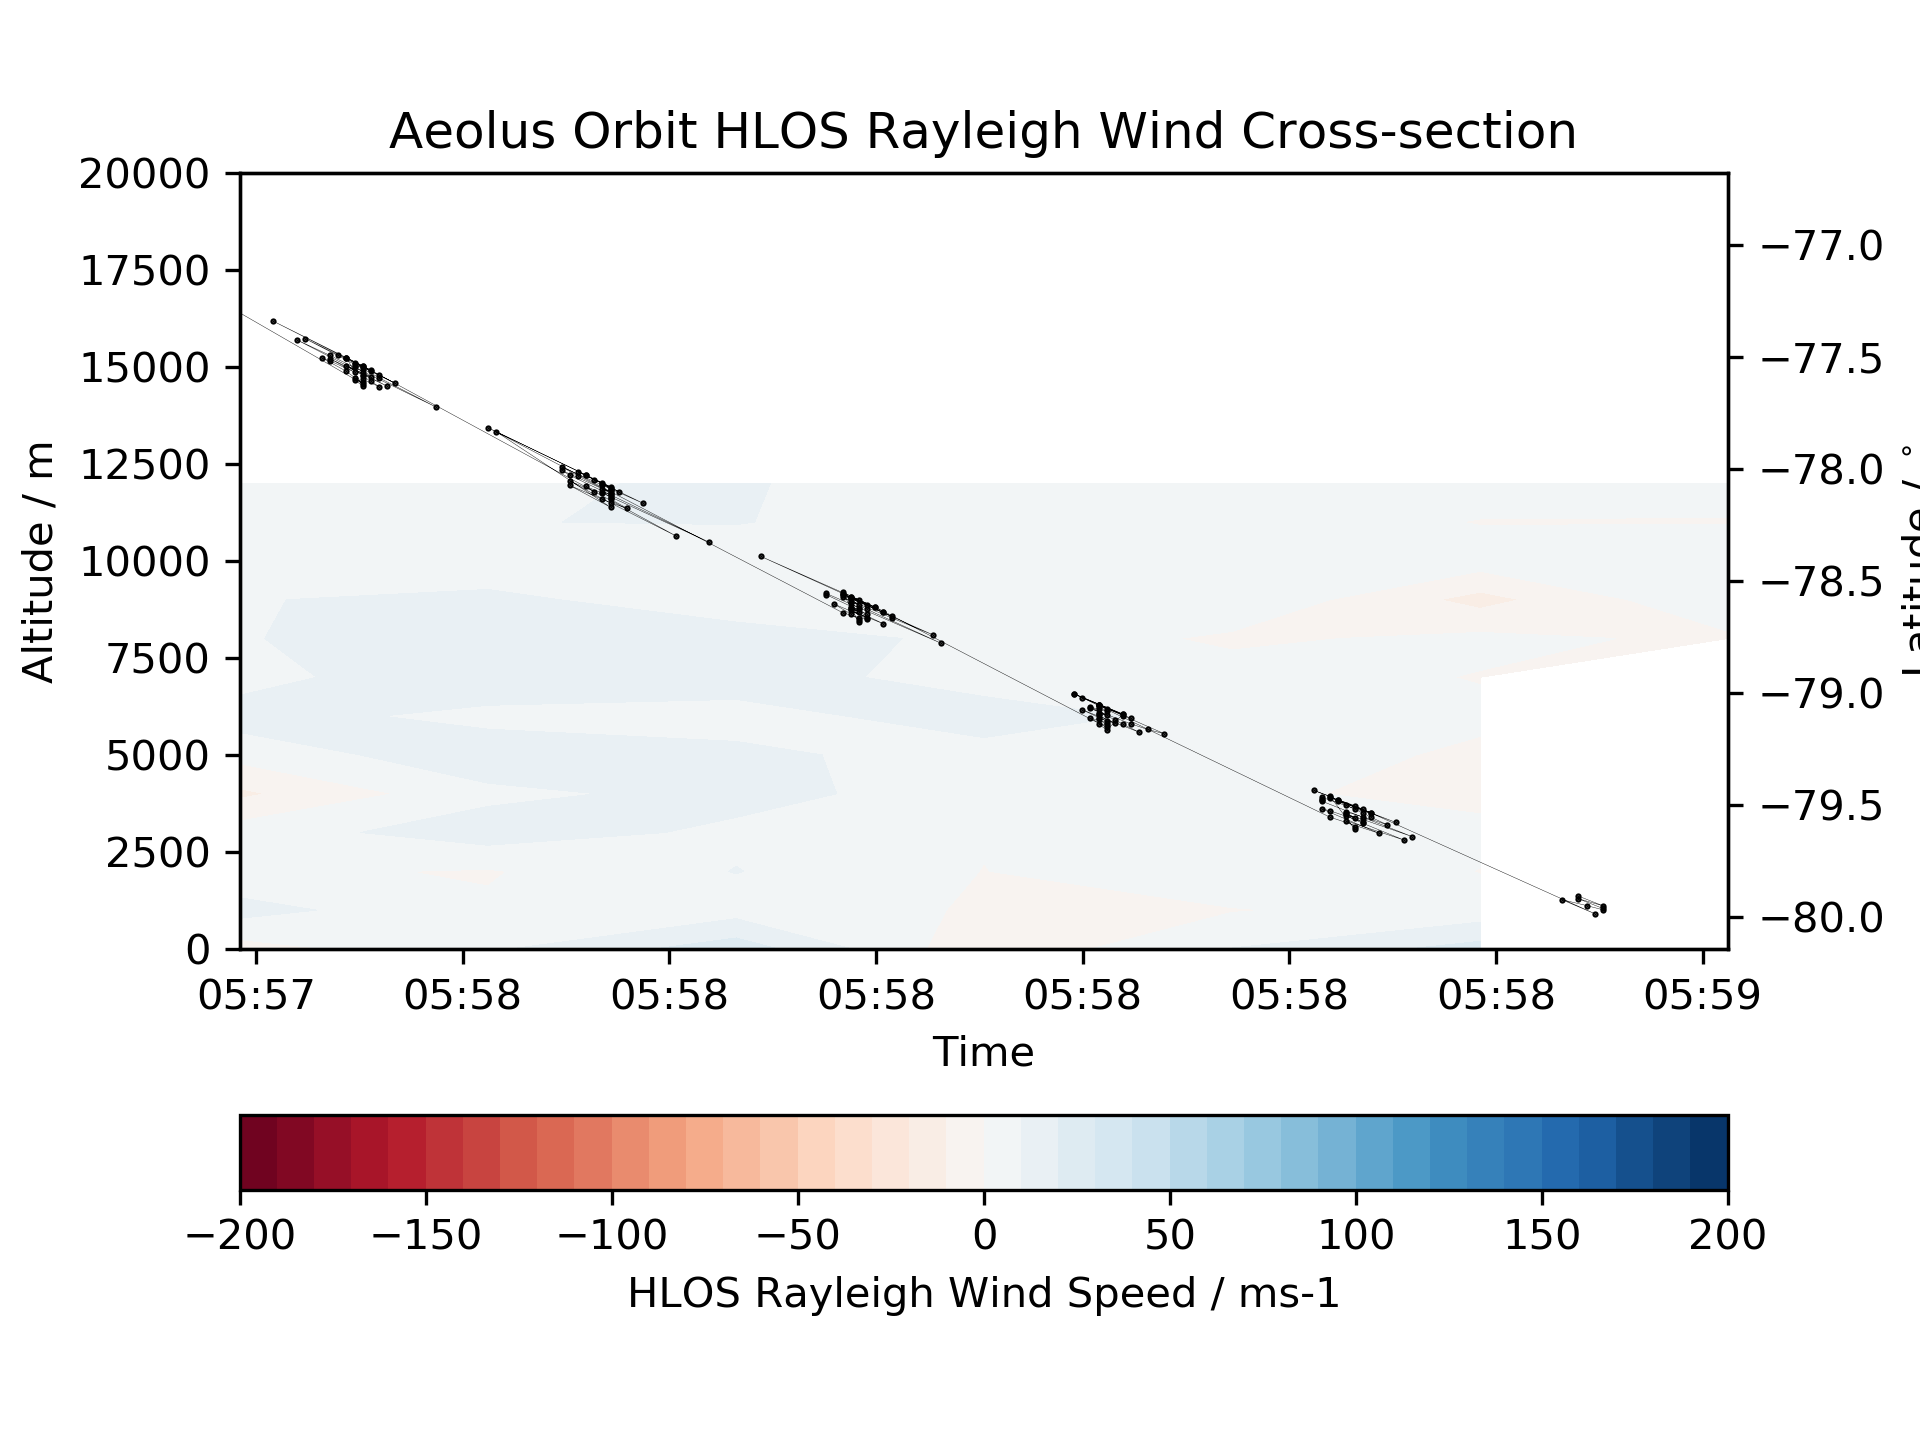 Aeolus Orbit HLOS Rayleigh Wind Cross-section
20000
17500
15000
12500
10000
7500
5000
2500
0
Altitude / m
−77.0
−77.5
−78.0
−78.5
−79.0
−79.5
−80.0
Latitude / °
05:57 05:58 05:58 05:58 05:58 05:58 05:58 05:59
Time
−200 −150 −100 −50 0 50 100 150 200
HLOS Rayleigh Wind Speed / ms-1